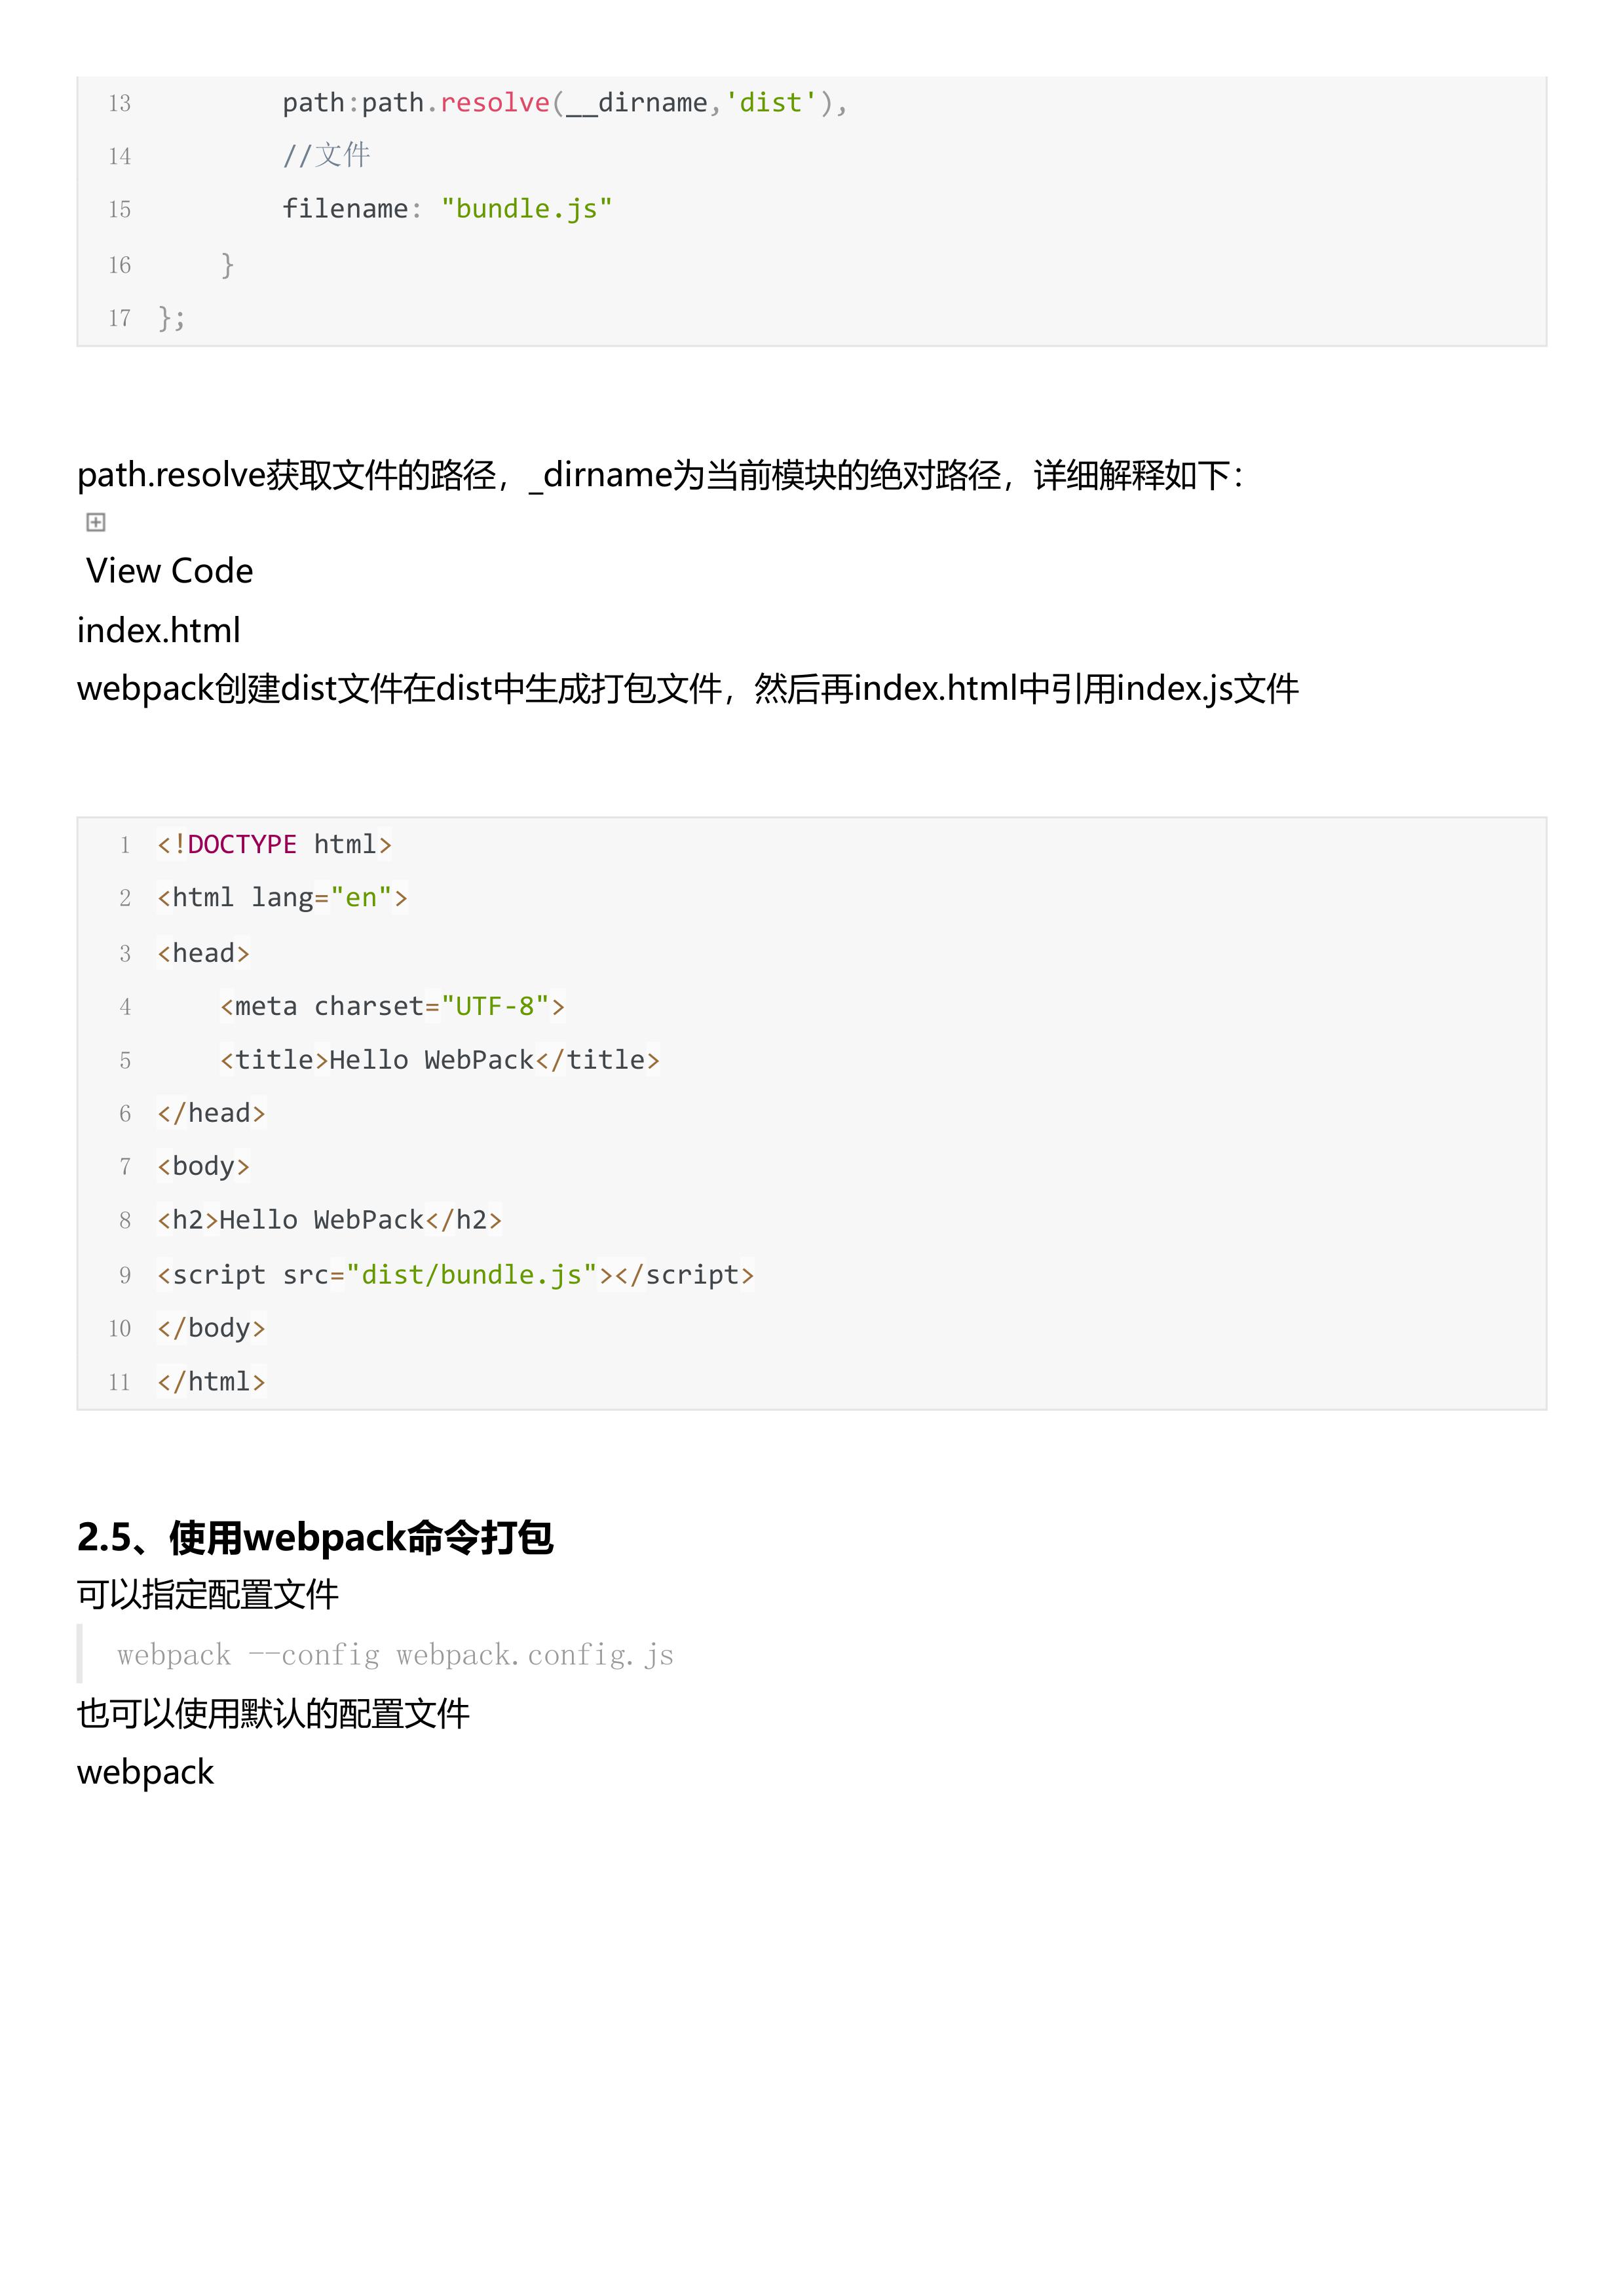 13 path:path.resolve(__dirname,'dist'),
14 //文件
15 filename: "bundle.js"
16 }
17 };
path.resolve获取文件的路径，_dirname为当前模块的绝对路径，详细解释如下：
View Code
index.html
webpack创建dist文件在dist中生成打包文件，然后再index.html中引用index.js文件
1 <!DOCTYPE html>
2 <html lang="en">
3 <head>
4 <meta charset="UTF-8">
5 <title>Hello WebPack</title>
6 </head>
7 <body>
8 <h2>Hello WebPack</h2>
9 <script src="dist/bundle.js"></script>
10 </body>
11 </html>
2.5、使用webpack命令打包
可以指定配置文件
webpack --config webpack.config.js
也可以使用默认的配置文件
webpack